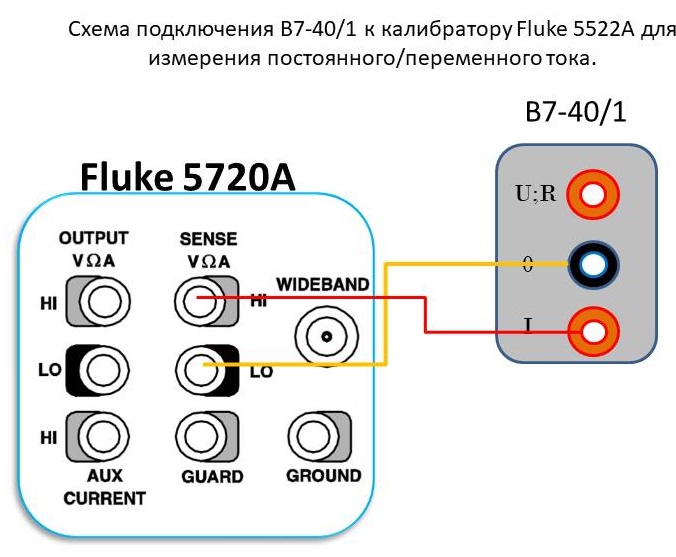 Схема подключения В7-40/1 к калибратору Fluke 5522A для
измерения постоянного/переменного тока.
В7-40/1
Fluke 5720A
U;R
OUTPUT
VΩA
SENSE
VΩA
0
WIDEBAND
HI
HI
I
LO
LO
HI
AUX
CURRENT
GUARD
GROUND